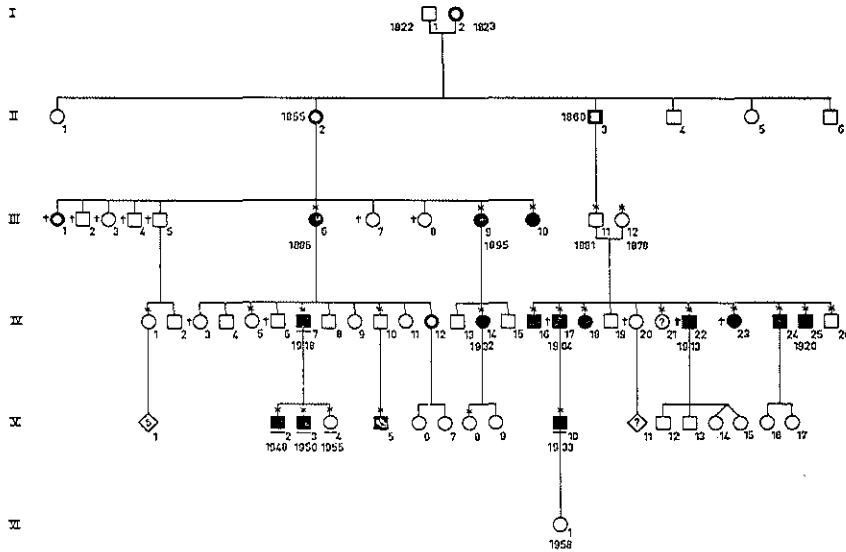 I
1822 1 2 1823
II
1 1855 2 1860 3 4 5 6
III
† 1 † 2 † 3 † 4 † 5 * 6 † 7 † 8 * 9 * 10 * 11 * 12
1886 1895 1881 1878
IV
* 1 2 † 3 4 * 5 † 6 * 7 8 9 * 10 11 12 13 * 14 15 * 16 † * 17 * 18 19 † 20 * ? 21 † * 22 † * 23 * 24 * 25 * 26
1918 1932 1904 1913 1920
V
5 1 * 2 * 3 * 4 * 5 6 7 * 8 9 * 10 ? 11 12 13 14 15 16 17
1948 1950 1955 1933
VI
1
1958